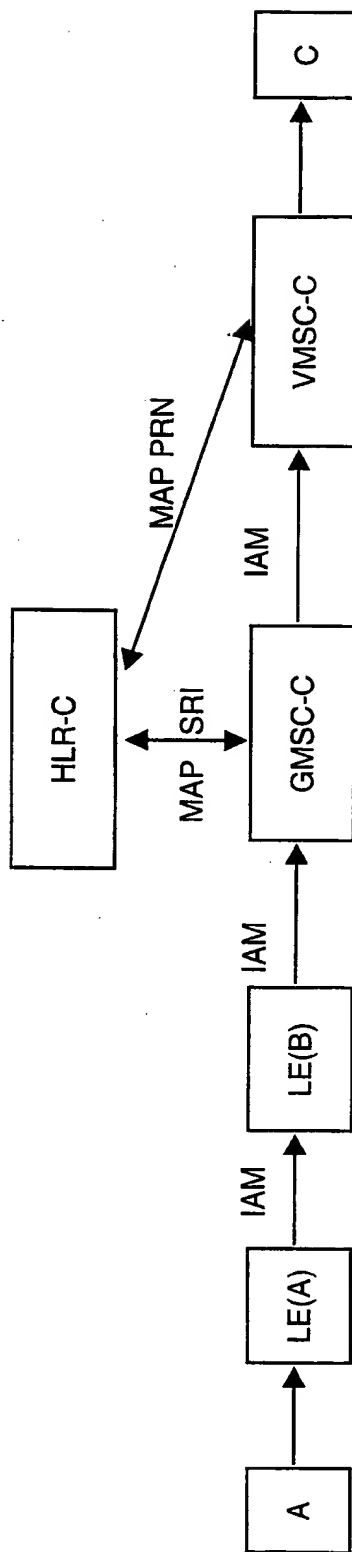 HLR-C
MAP SRI
MAP PRN
A
LE(A)
IAM
LE(B)
IAM
GMSC-C
IAM
VMSC-C
C